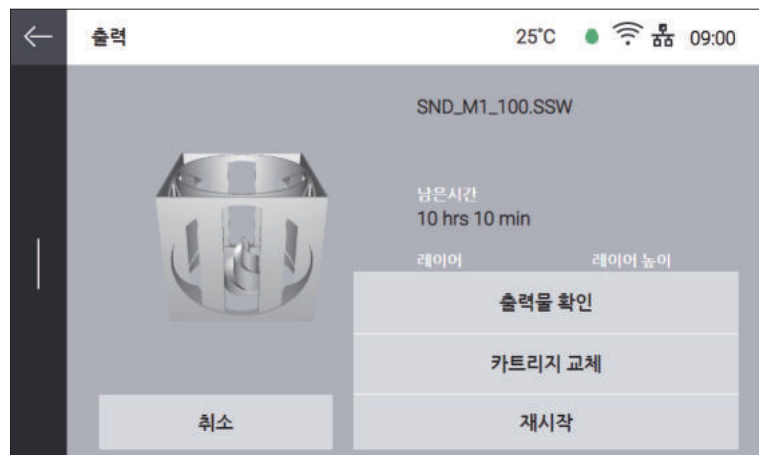 출력 25°C 09:00
SND_M1_100.SSW
남은시간
10 hrs 10 min
레이어 레이어 높이
출력물 확인
카트리지 교체
취소 재시작